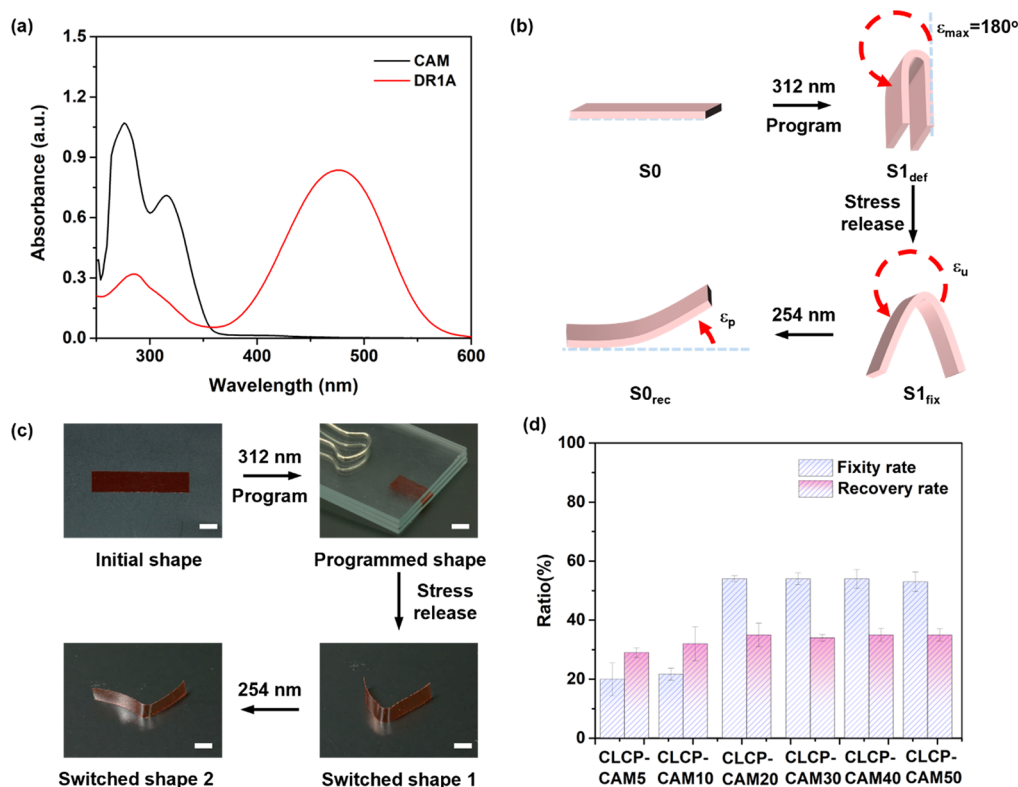 (a)
1.5
1.2
0.9
0.6
0.3
0.0
Absorbance (a.u.)
CAM
DR1A
300
400
500
600
Wavelength (nm)
(b)
S0
312 nm
Program
εmax=180°
S1def
Stress
release
εu
S1fix
254 nm
εp
S0rec
(c)
Initial shape
312 nm
Program
Programmed shape
Stress
release
Switched shape 1
254 nm
Switched shape 2
(d)
100
80
60
40
20
0
Ratio(%)
Fixity rate
Recovery rate
CLCP-
CAM5
CLCP-
CAM10
CLCP-
CAM20
CLCP-
CAM30
CLCP-
CAM40
CLCP-
CAM50